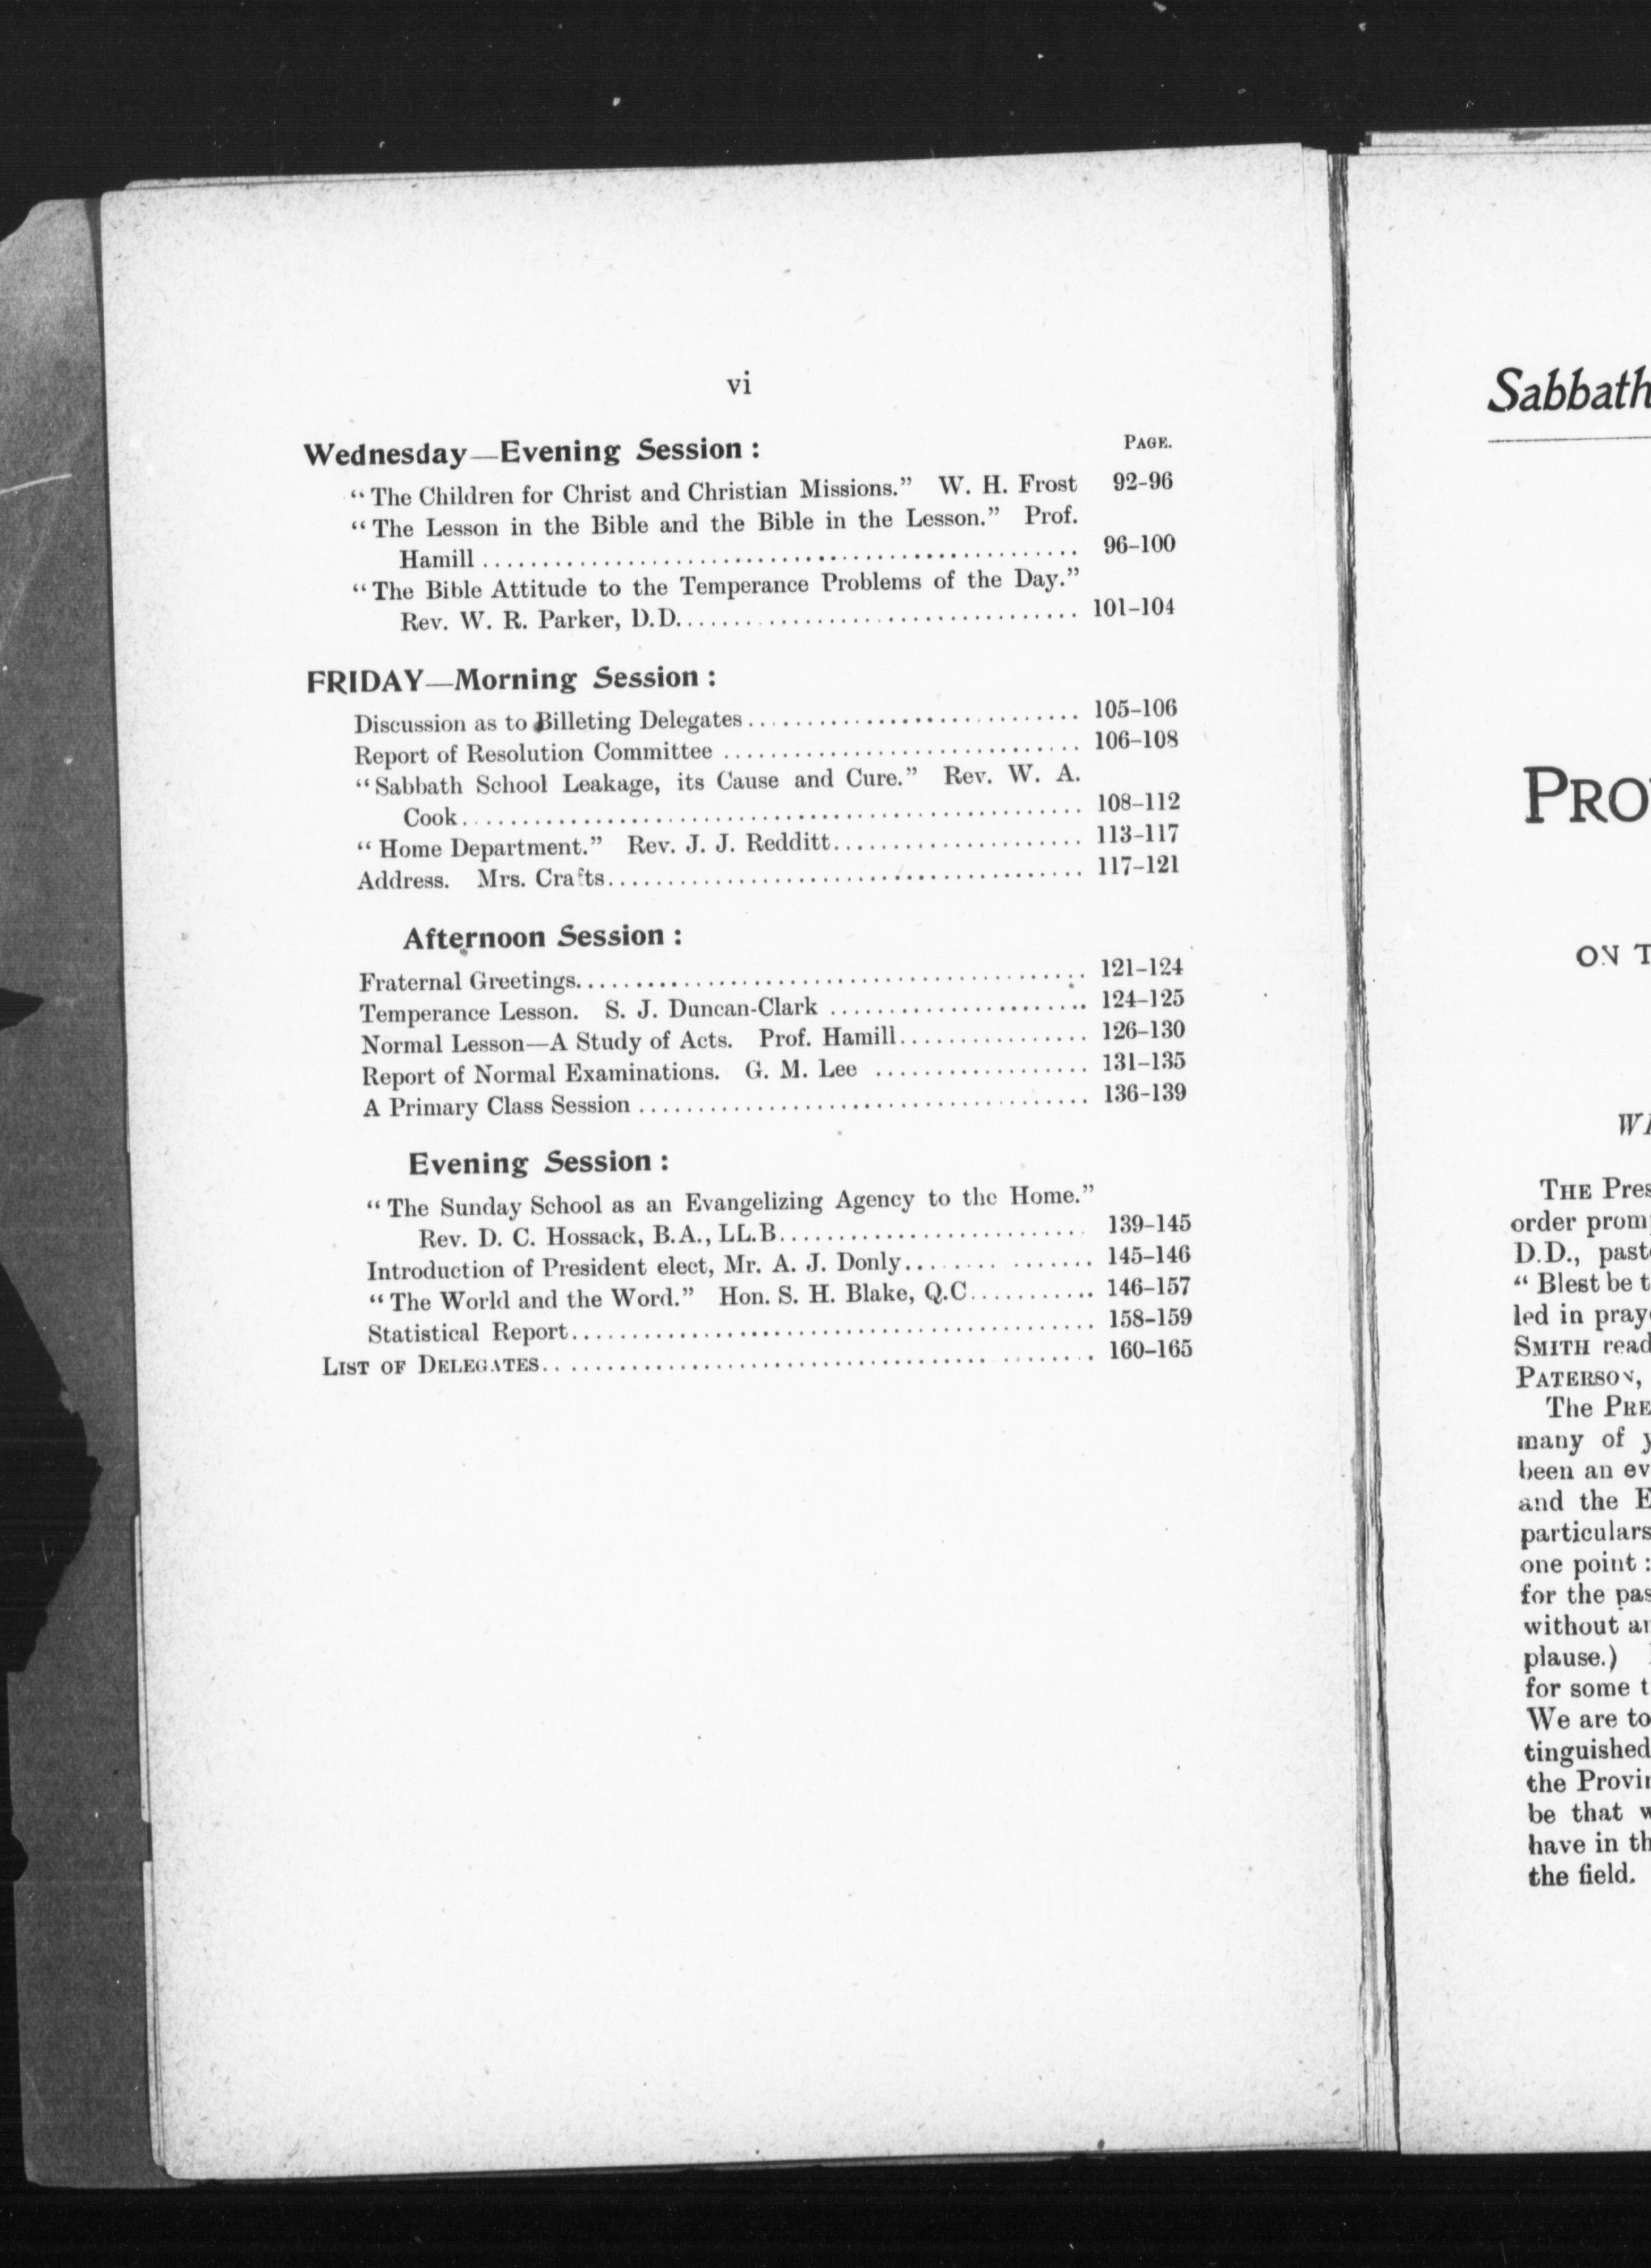 vi
Wednesday—Evening Session : PAGE.
"The Children for Christ and Christian Missions." W. H. Frost 92-96
"The Lesson in the Bible and the Bible in the Lesson." Prof.
Hamill ........................................ 96-100
"The Bible Attitude to the Temperance Problems of the Day."
Rev. W. R. Parker, D.D. ........................................ 101-104
FRIDAY—Morning Session :
Discussion as to Billeting Delegates ........................................ 105-106
Report of Resolution Committee ........................................ 106-108
"Sabbath School Leakage, its Cause and Cure." Rev. W. A.
Cook ........................................ 108-112
"Home Department." Rev. J. J. Redditt ........................................ 113-117
Address. Mrs. Crafts ........................................ 117-121
Afternoon Session :
Fraternal Greetings ........................................ 121-124
Temperance Lesson. S. J. Duncan-Clark ........................................ 124-125
Normal Lesson—A Study of Acts. Prof. Hamill ........................................ 126-130
Report of Normal Examinations. G. M. Lee ........................................ 131-135
A Primary Class Session ........................................ 136-139
Evening Session :
"The Sunday School as an Evangelizing Agency to the Home."
Rev. D. C. Hossack, B.A., LL.B. ........................................ 139-145
Introduction of President elect, Mr. A. J. Donly ........................................ 145-146
"The World and the Word." Hon. S. H. Blake, Q.C. .......... 146-157
Statistical Report ........................................ 158-159
LIST OF DELEGATES ........................................ 160-165
Sabbath
PRO
ON T
THE Pres
order prom
D.D., past
"Blest be t
led in pray
SMITH read
PATERSON,
The PRE
many of y
been an ev
and the E
particulars
one point :
for the pas
without a
plause.)
for some t
We are to
tinguished
the Provi
be that w
have in th
the field.